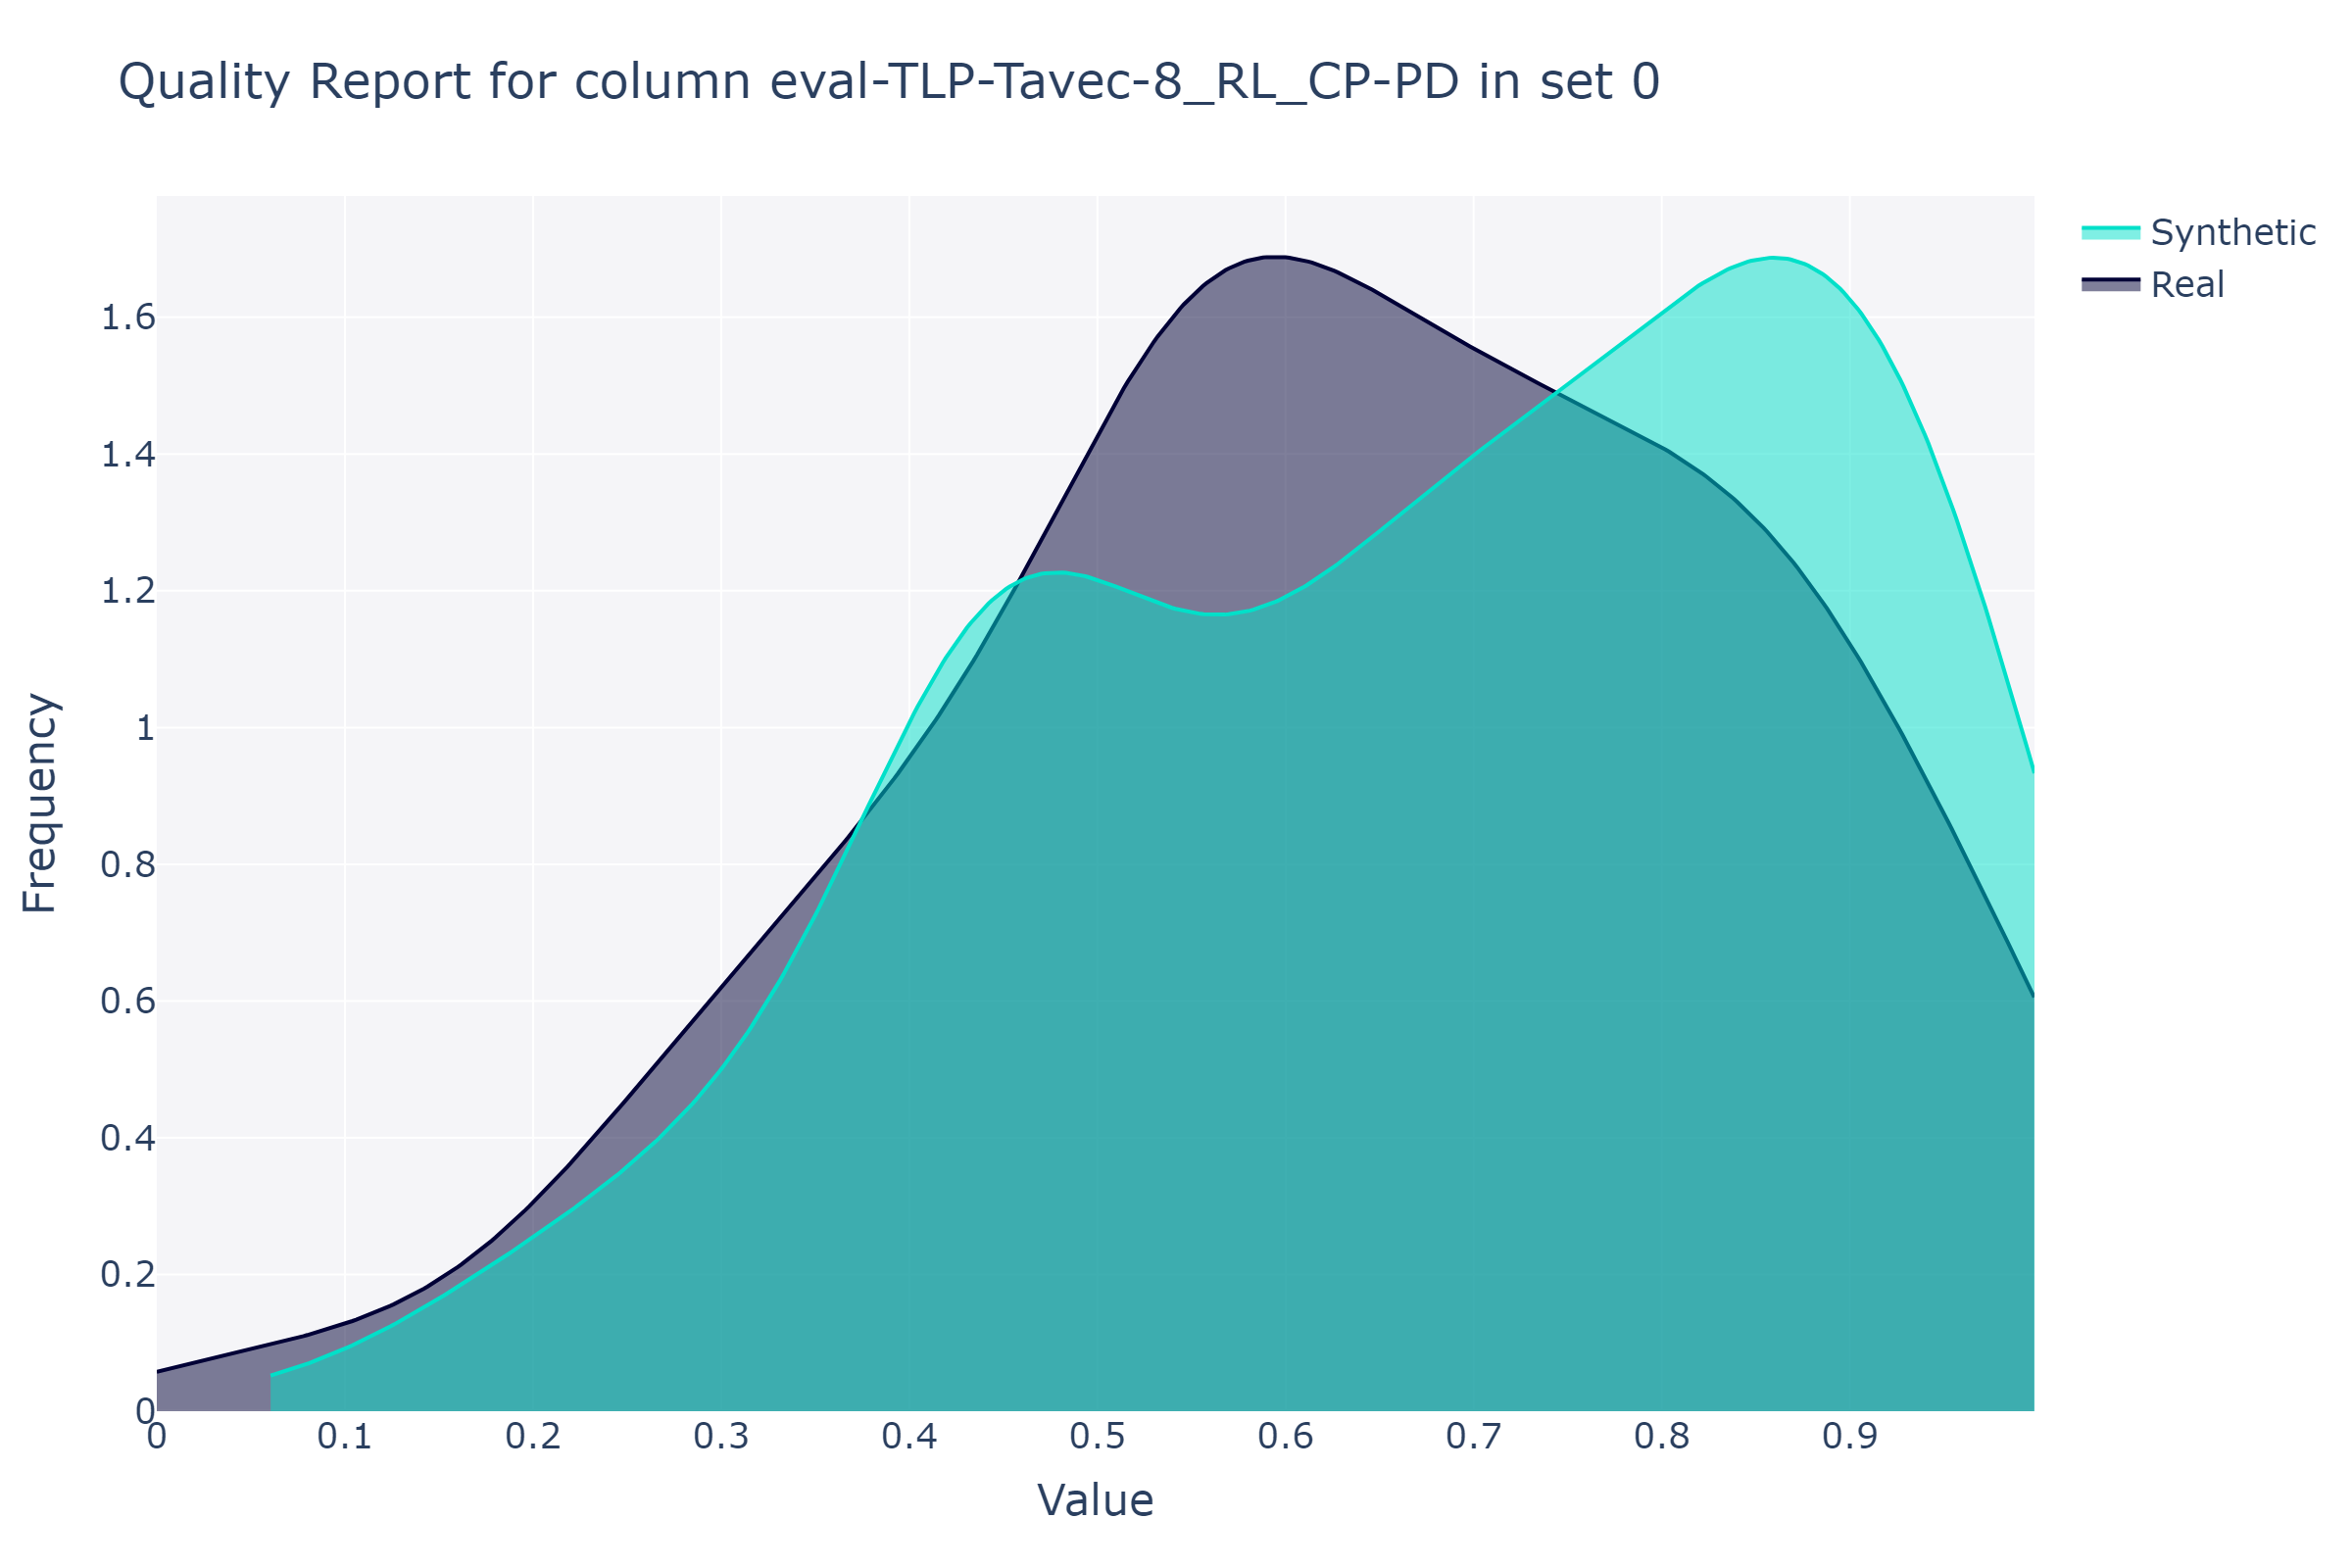 Quality Report for column eval-TLP-Tavec-8_RL_CP-PD in set 0
Synthetic
Real
Frequency
1.6
1.4
1.2
1
0.8
0.6
0.4
0.2
0
0 0.1 0.2 0.3 0.4 0.5 0.6 0.7 0.8 0.9
Value